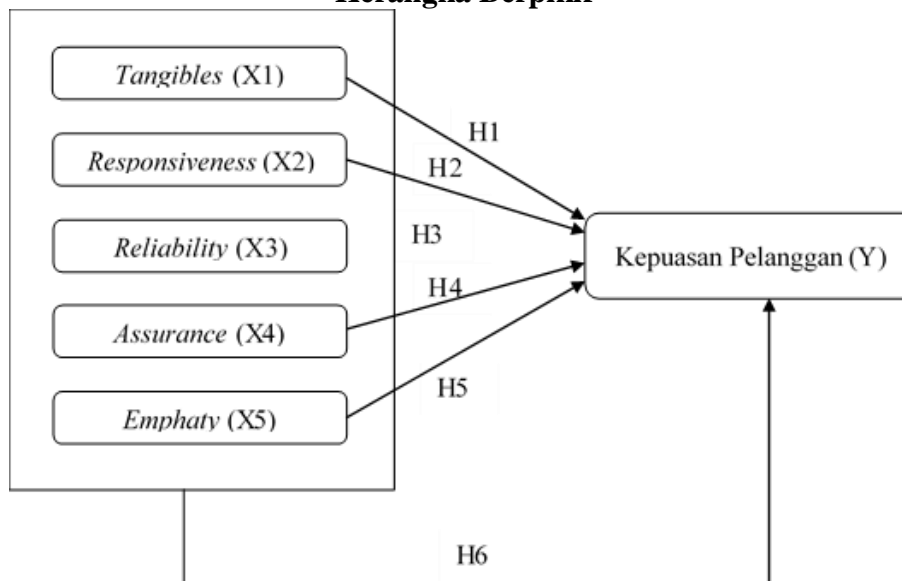 Kerangka Berpikir
Tangibles (X1)
H1
Responsiveness (X2)
H2
Reliability (X3)
H3
Kepuasan Pelanggan (Y)
Assurance (X4)
H4
Emphaty (X5)
H5
H6